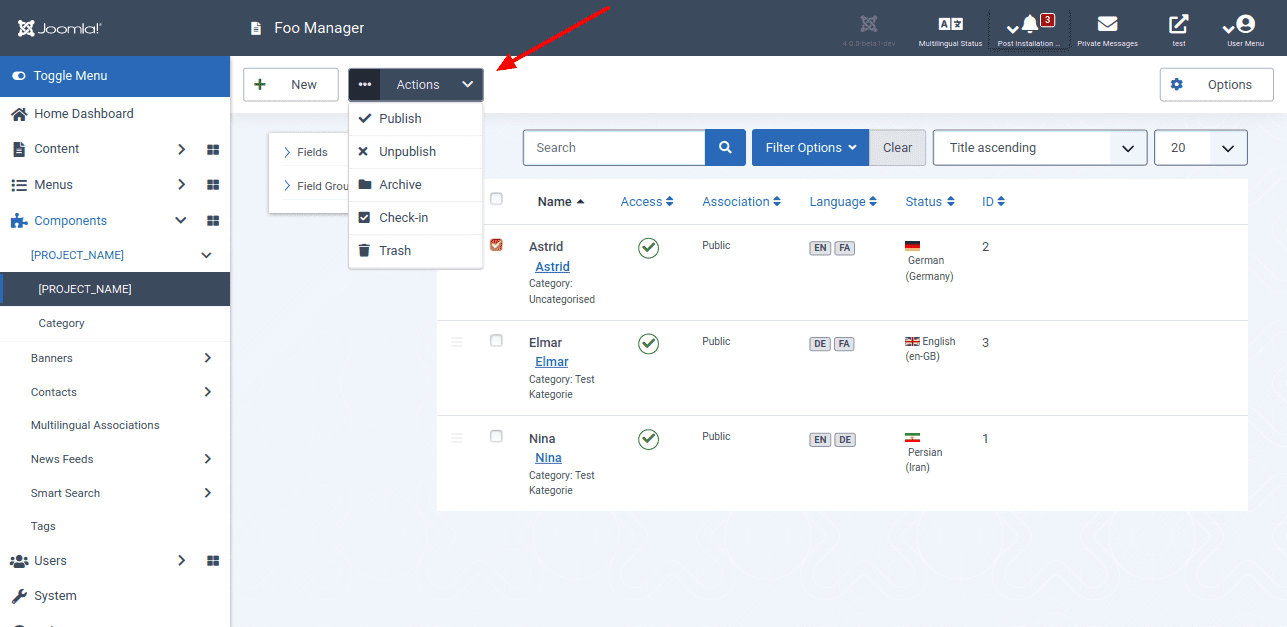 Joomla!®
Foo Manager
4.0.0-beta1-dev
Multilingual Status
3
Post Installation ...
Private Messages
test
User Menu
Toggle Menu
New
Actions
Options
Home Dashboard
Content
Menus
Components
[PROJECT_NAME]
[PROJECT_NAME]
Category
Banners
Contacts
Multilingual Associations
News Feeds
Smart Search
Tags
Users
System
Publish
Unpublish
Archive
Check-in
Trash
Fields
Field Grou
Search
Filter Options
Clear
Title ascending
20
Name
Access
Association
Language
Status
ID
Astrid
Astrid
Category:
Uncategorised
Public
EN FA
German
(Germany)
2
Elmar
Elmar
Category: Test
Kategorie
Public
DE FA
English
(en-GB)
3
Nina
Nina
Category: Test
Kategorie
Public
EN DE
Persian
(Iran)
1